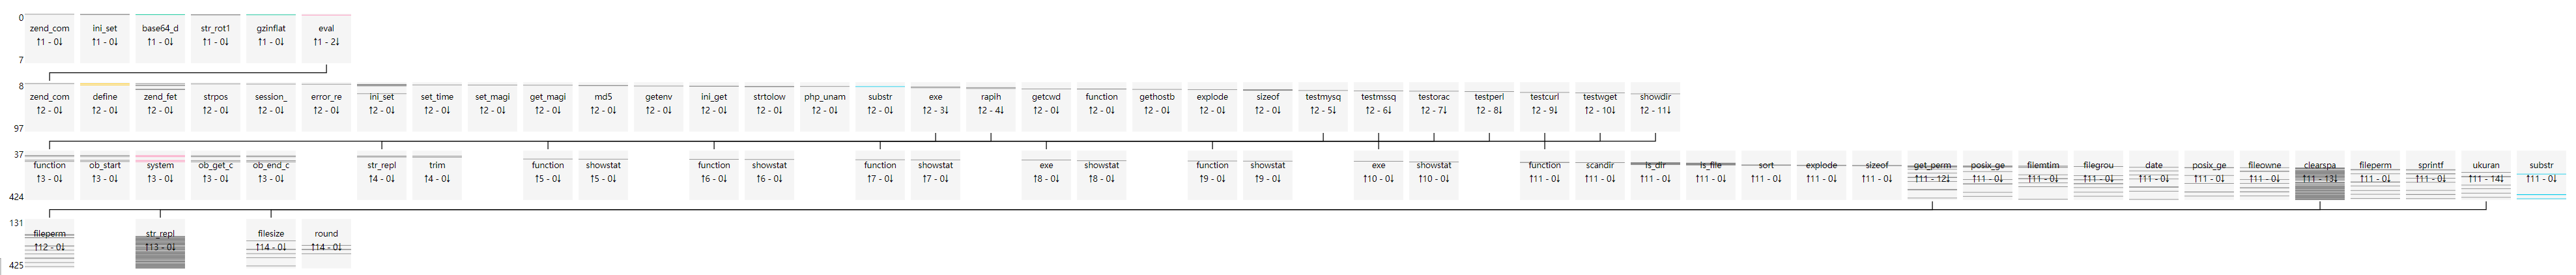 0
zend_com ini_set base64_d str_rot1 gzinflat eval
↑1 - 0↓ ↑1 - 0↓ ↑1 - 0↓ ↑1 - 0↓ ↑1 - 0↓ ↑1 - 2↓
7
8
zend_com define zend_fet strpos session_ error_re ini_set set_time set_magi get_magi md5 getenv ini_get strtolow php_unam substr exe rapih getcwd function gethostb explode sizeof testmysq testmssq testorac testperl testcurl testwget showdir
↑2 - 0↓ ↑2 - 0↓ ↑2 - 0↓ ↑2 - 0↓ ↑2 - 0↓ ↑2 - 0↓ ↑2 - 0↓ ↑2 - 0↓ ↑2 - 0↓ ↑2 - 0↓ ↑2 - 0↓ ↑2 - 0↓ ↑2 - 0↓ ↑2 - 0↓ ↑2 - 0↓ ↑2 - 0↓ ↑2 - 3↓ ↑2 - 4↓ ↑2 - 0↓ ↑2 - 0↓ ↑2 - 0↓ ↑2 - 0↓ ↑2 - 0↓ ↑2 - 5↓ ↑2 - 6↓ ↑2 - 7↓ ↑2 - 8↓ ↑2 - 9↓ ↑2 - 10↓ ↑2 - 11↓
97
37
function ob_start system ob_get_c ob_end_c str_repl trim function showstat function showstat function showstat exe showstat function showstat exe showstat function scandir is_dir is_file sort explode sizeof get_perm posix_ge filemtim filegrou date posix_ge fileowne clearspa fileperm sprintf ukuran substr
↑3 - 0↓ ↑3 - 0↓ ↑3 - 0↓ ↑3 - 0↓ ↑3 - 0↓ ↑4 - 0↓ ↑4 - 0↓ ↑5 - 0↓ ↑5 - 0↓ ↑6 - 0↓ ↑6 - 0↓ ↑7 - 0↓ ↑7 - 0↓ ↑8 - 0↓ ↑8 - 0↓ ↑9 - 0↓ ↑9 - 0↓ ↑10 - 0↓ ↑10 - 0↓ ↑11 - 0↓ ↑11 - 0↓ ↑11 - 0↓ ↑11 - 0↓ ↑11 - 0↓ ↑11 - 0↓ ↑11 - 0↓ ↑11 - 12↓ ↑11 - 0↓ ↑11 - 0↓ ↑11 - 0↓ ↑11 - 0↓ ↑11 - 0↓ ↑11 - 0↓ ↑11 - 13↓ ↑11 - 0↓ ↑11 - 0↓ ↑11 - 14↓ ↑11 - 0↓
424
131
fileperm str_repl filesize round
↑12 - 0↓ ↑13 - 0↓ ↑14 - 0↓ ↑14 - 0↓
425